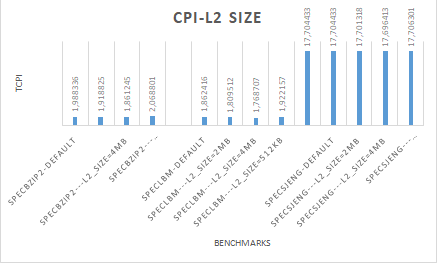 CPI-L2 SIZE
TCPI
1,988336
1,918825
1,861245
2,068801
1,862416
1,809512
1,768707
1,922157
17,704433
17,704433
17,701318
17,696413
17,706301
SPECBZIP2-DEFAULT
SPECBZIP2---L2_SIZE=4MB
SPECBZIP2---…
SPECLBM-DEFAULT
SPECLBM---L2_SIZE=2MB
SPECLBM---L2_SIZE=4MB
SPECLBM---L2_SIZE=512KB
SPECSJENG-DEFAULT
SPECSJENG---L2_SIZE=2MB
SPECSJENG---L2_SIZE=4MB
SPECSJENG---…
BENCHMARKS